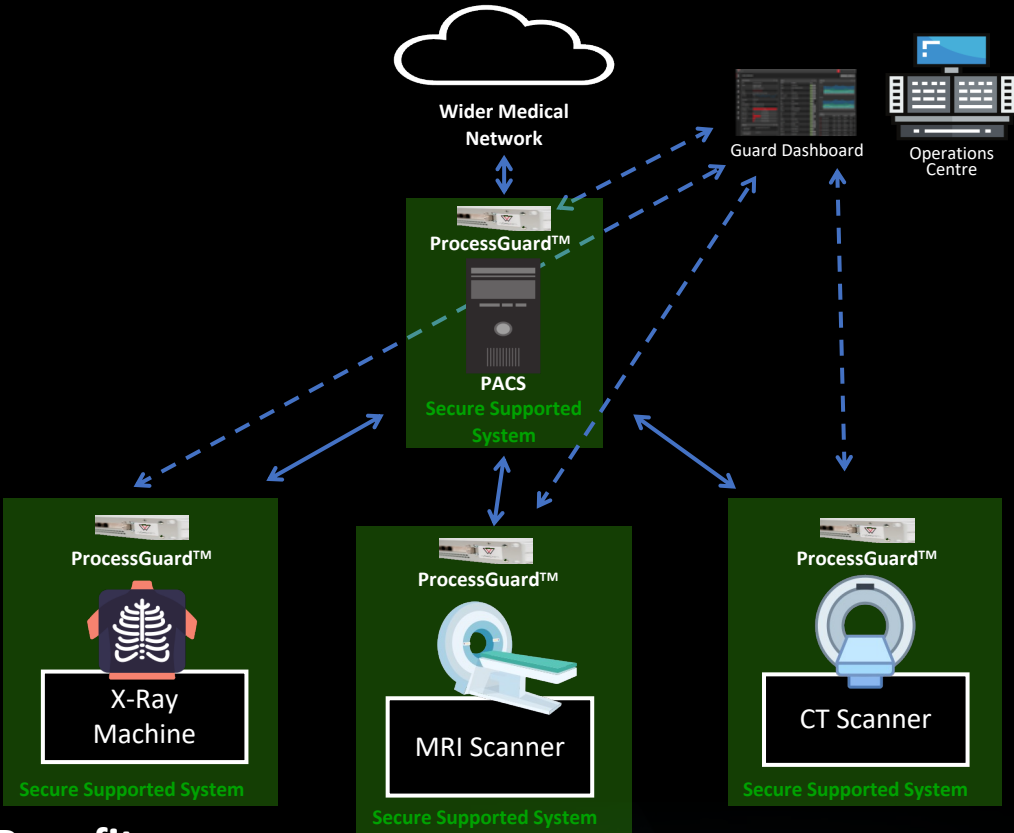 Wider Medical
Network
Guard Dashboard
Operations
Centre
ProcessGuard™
PACS
Secure Supported
System
ProcessGuard™
X-Ray
Machine
Secure Supported System
ProcessGuard™
MRI Scanner
Secure Supported System
ProcessGuard™
CT Scanner
Secure Supported System